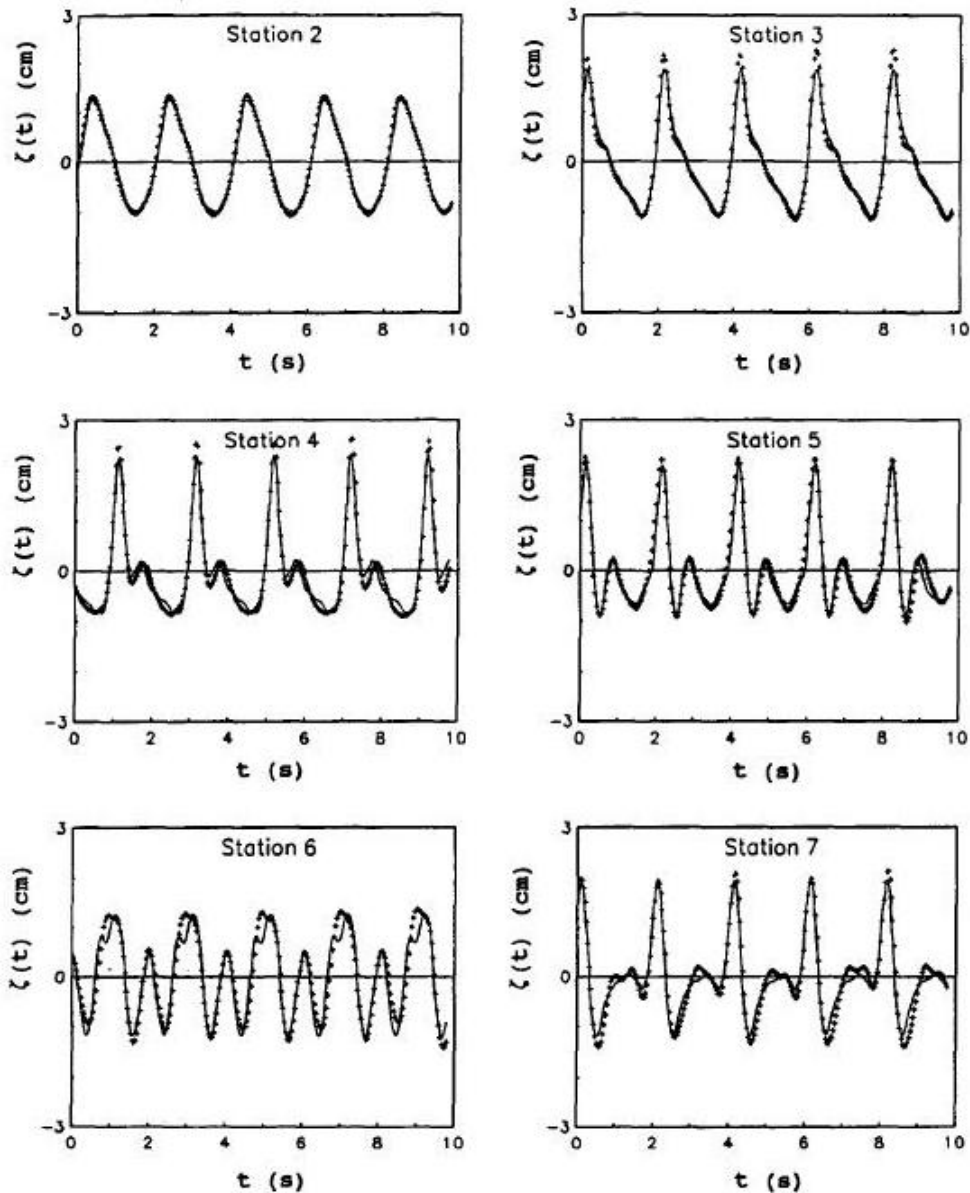 3
Station 2
ζ(t) (cm)
0
-3
0 2 4 6 8 10
t (s)
3
Station 3
ζ(t) (cm)
0
-3
0 2 4 6 8 10
t (s)
3
Station 4
ζ(t) (cm)
0
-3
0 2 4 6 8 10
t (s)
3
Station 5
ζ(t) (cm)
0
-3
0 2 4 6 8 10
t (s)
3
Station 6
ζ(t) (cm)
0
-3
0 2 4 6 8 10
t (s)
3
Station 7
ζ(t) (cm)
0
-3
0 2 4 6 8 10
t (s)